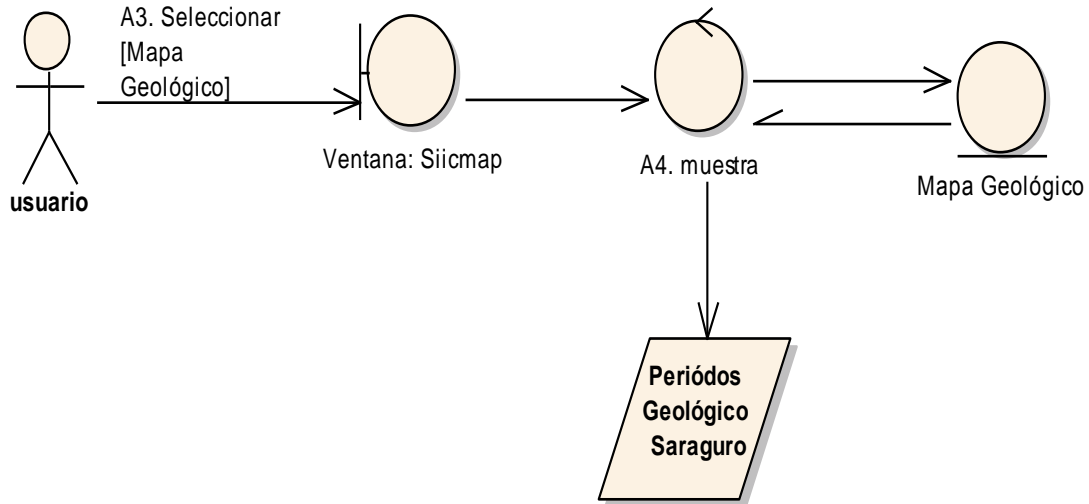 A3. Seleccionar
[Mapa
Geológico]
usuario
Ventana: Siicmap
A4. muestra
Mapa Geológico
Periódos
Geológico
Saraguro